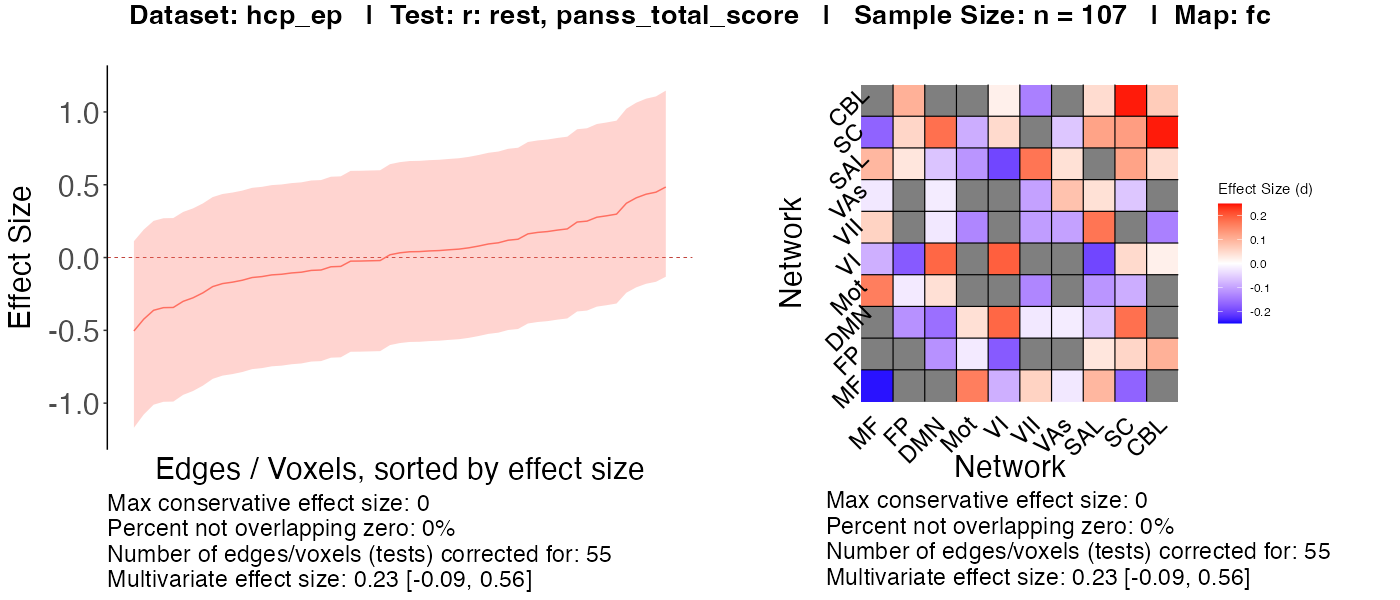 Dataset: hcp_ep | Test: r: rest, panss_total_score | Sample Size: n = 107 | Map: fc
Effect Size
1.0
0.5
0.0
-0.5
-1.0
Edges / Voxels, sorted by effect size
Max conservative effect size: 0
Percent not overlapping zero: 0%
Number of edges/voxels (tests) corrected for: 55
Multivariate effect size: 0.23 [-0.09, 0.56]
Network
CBL
SC
SAL
VAs
VII
VI
Mot
DMN
FP
MF
MF FP DMN Mot VI VII VAs SAL SC CBL
Network
Effect Size (d)
0.2
0.1
0.0
-0.1
-0.2
Max conservative effect size: 0
Percent not overlapping zero: 0%
Number of edges/voxels (tests) corrected for: 55
Multivariate effect size: 0.23 [-0.09, 0.56]